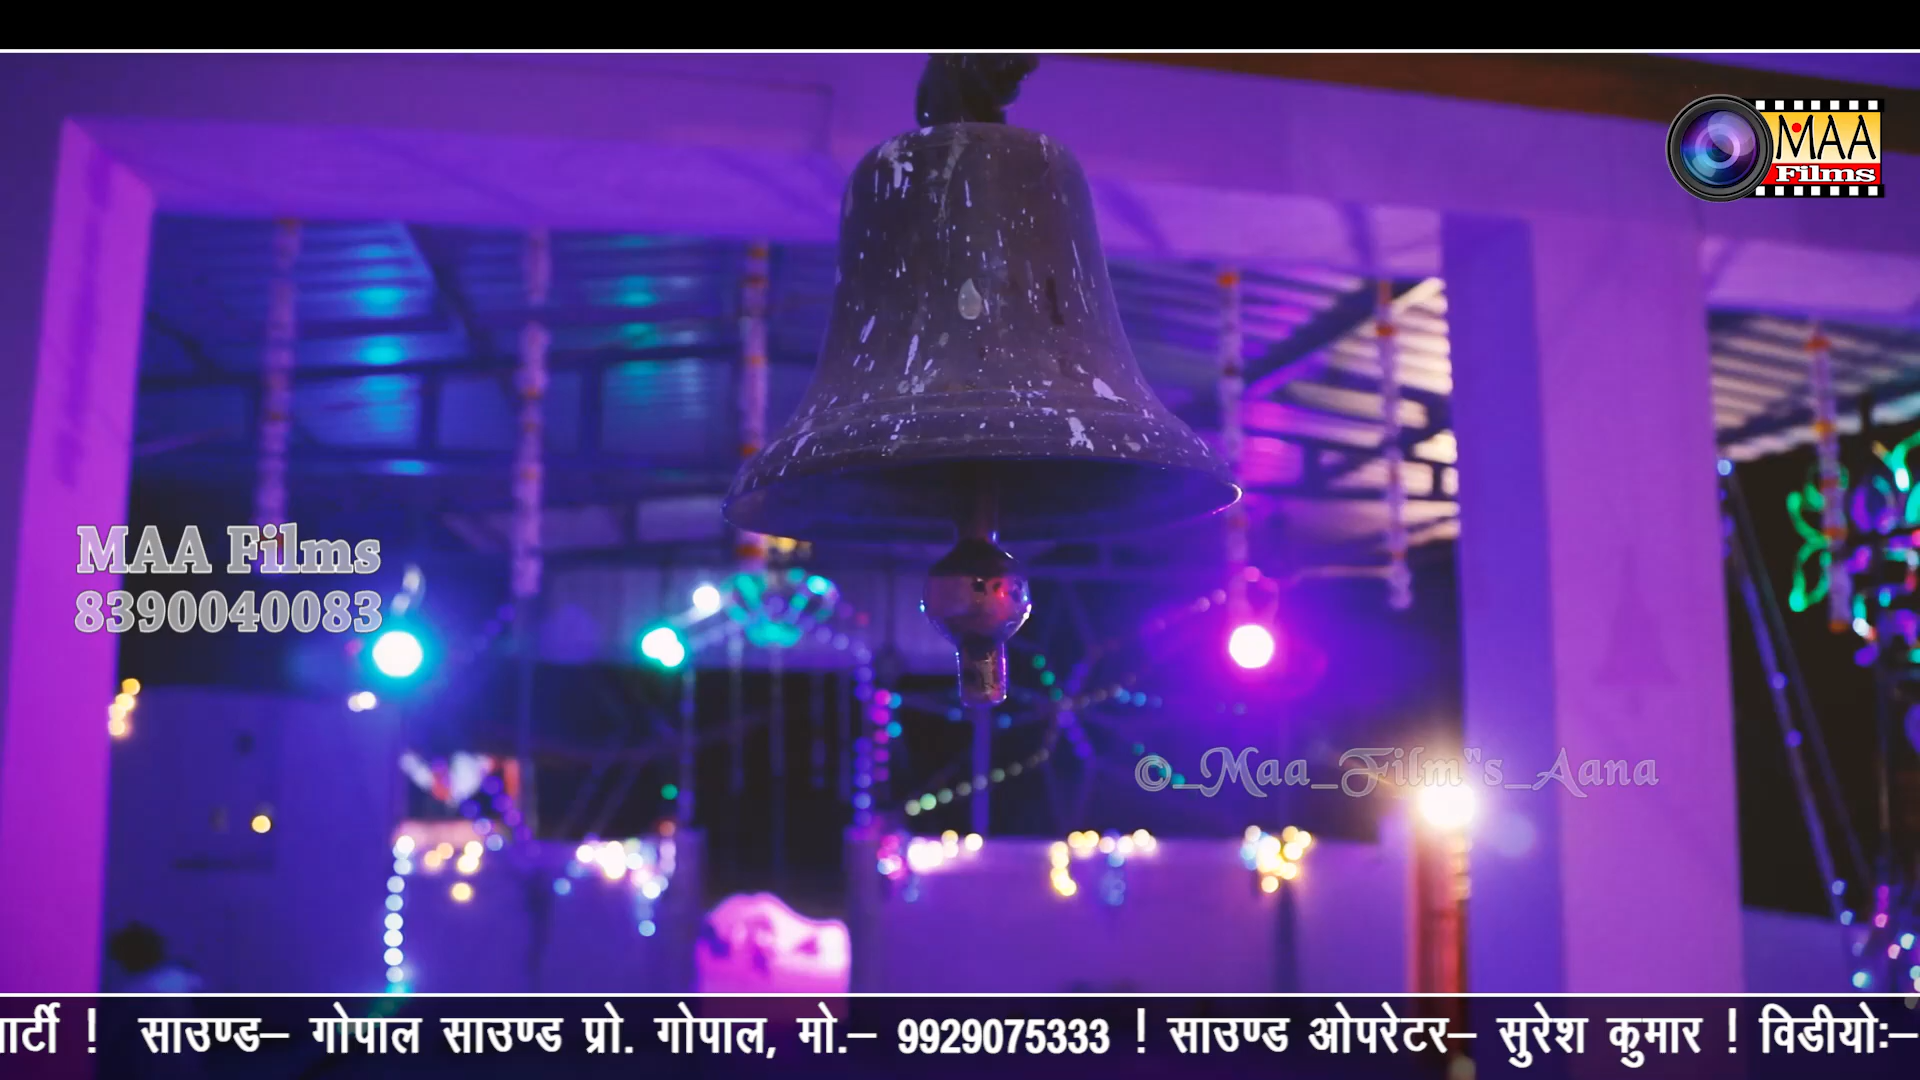 MAA
Films
MAA Films
8390040083
©_Maa_Film"s_Aana
पार्टी ! साउण्ड– गोपाल साउण्ड प्रो. गोपाल, मो.– 9929075333 ! साउण्ड ओपरेटर– सुरेश कुमार ! विडीयोः–